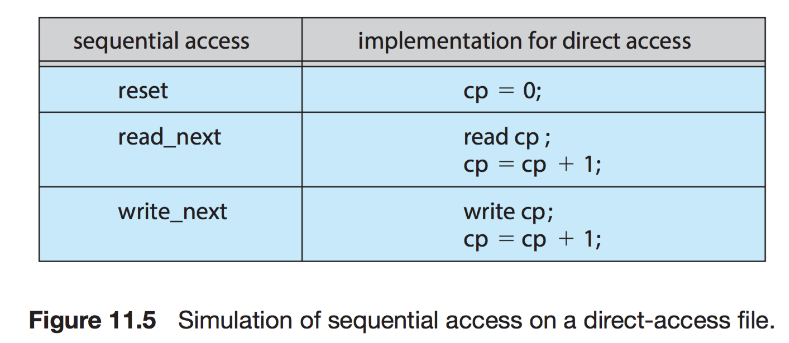 sequential access implementation for direct access
reset cp = 0;
read_next read cp ;
cp = cp + 1;
write_next write cp;
cp = cp + 1;
Figure 11.5 Simulation of sequential access on a direct-access file.